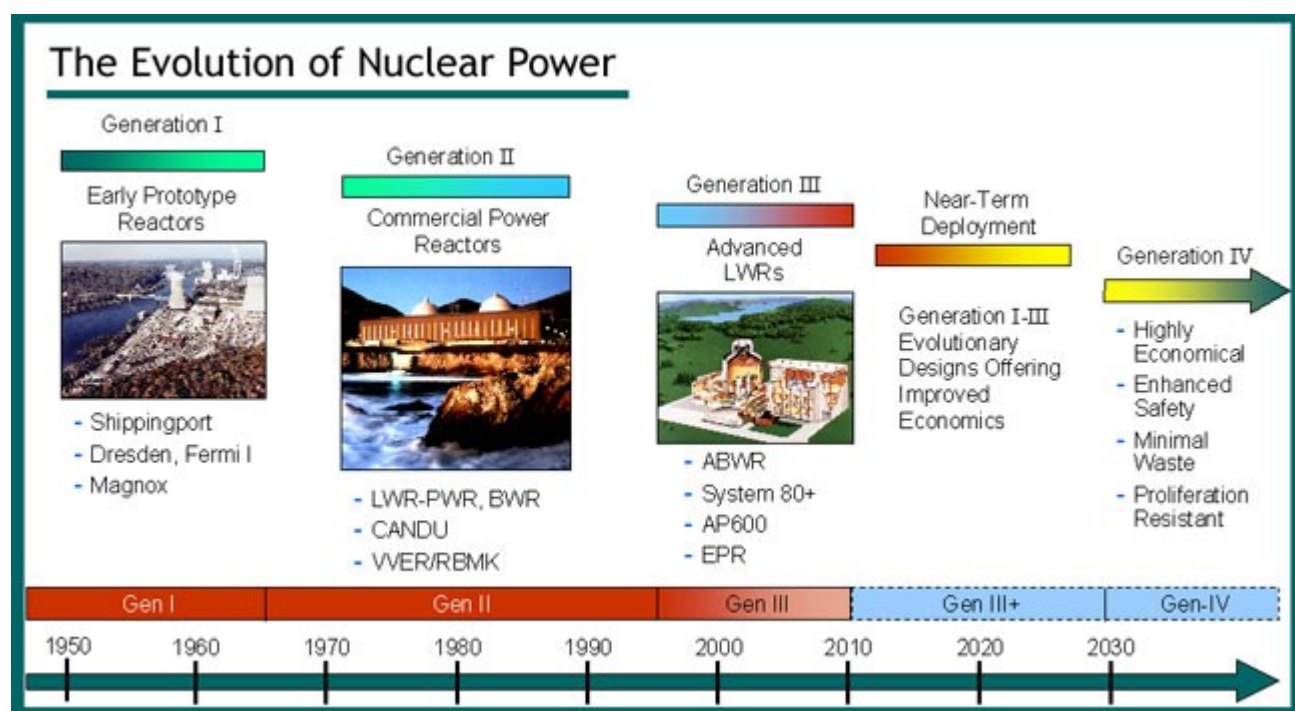 The Evolution of Nuclear Power
Generation I
Early Prototype
Reactors
- Shippingport
- Dresden, Fermi I
- Magnox
Generation II
Commercial Power
Reactors
- LWR-PWR, BWR
- CANDU
- VVER/RBMK
Generation III
Advanced
LWRs
- ABWR
- System 80+
- AP600
- EPR
Near-Term
Deployment
Generation I-III
Evolutionary
Designs Offering
Improved
Economics
Generation IV
- Highly
Economical
- Enhanced
Safety
- Minimal
Waste
- Proliferation
Resistant
Gen I Gen II Gen III Gen III+ Gen-IV
1950 1960 1970 1980 1990 2000 2010 2020 2030